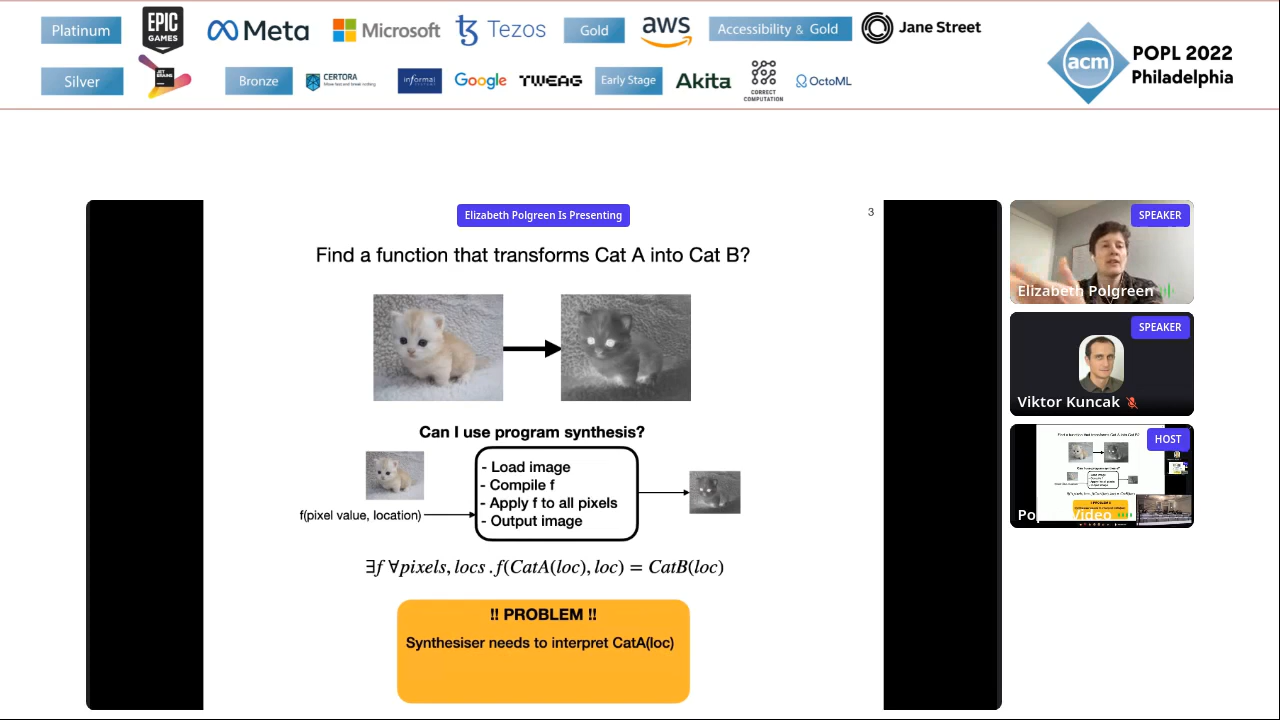 Platinum
EPIC
GAMES
Meta
Microsoft
Tezos
Gold
aws
Accessibility & Gold
Jane Street
Silver
JET
BRAINS
Bronze
CERTORA
informal
Google
TWEAG
Early Stage
Akita
CORRECT
COMPUTATION
OctoML
acm
POPL 2022
Philadelphia
Elizabeth Polgreen Is Presenting
3
Find a function that transforms Cat A into Cat B?
Can I use program synthesis?
- Load image
- Compile f
- Apply f to all pixels
- Output image
f(pixel value, location)
∃f ∀pixels, locs . f(CatA(loc), loc) = CatB(loc)
!! PROBLEM !!
Synthesiser needs to interpret CatA(loc)
SPEAKER
Elizabeth Polgreen
SPEAKER
Viktor Kuncak
HOST